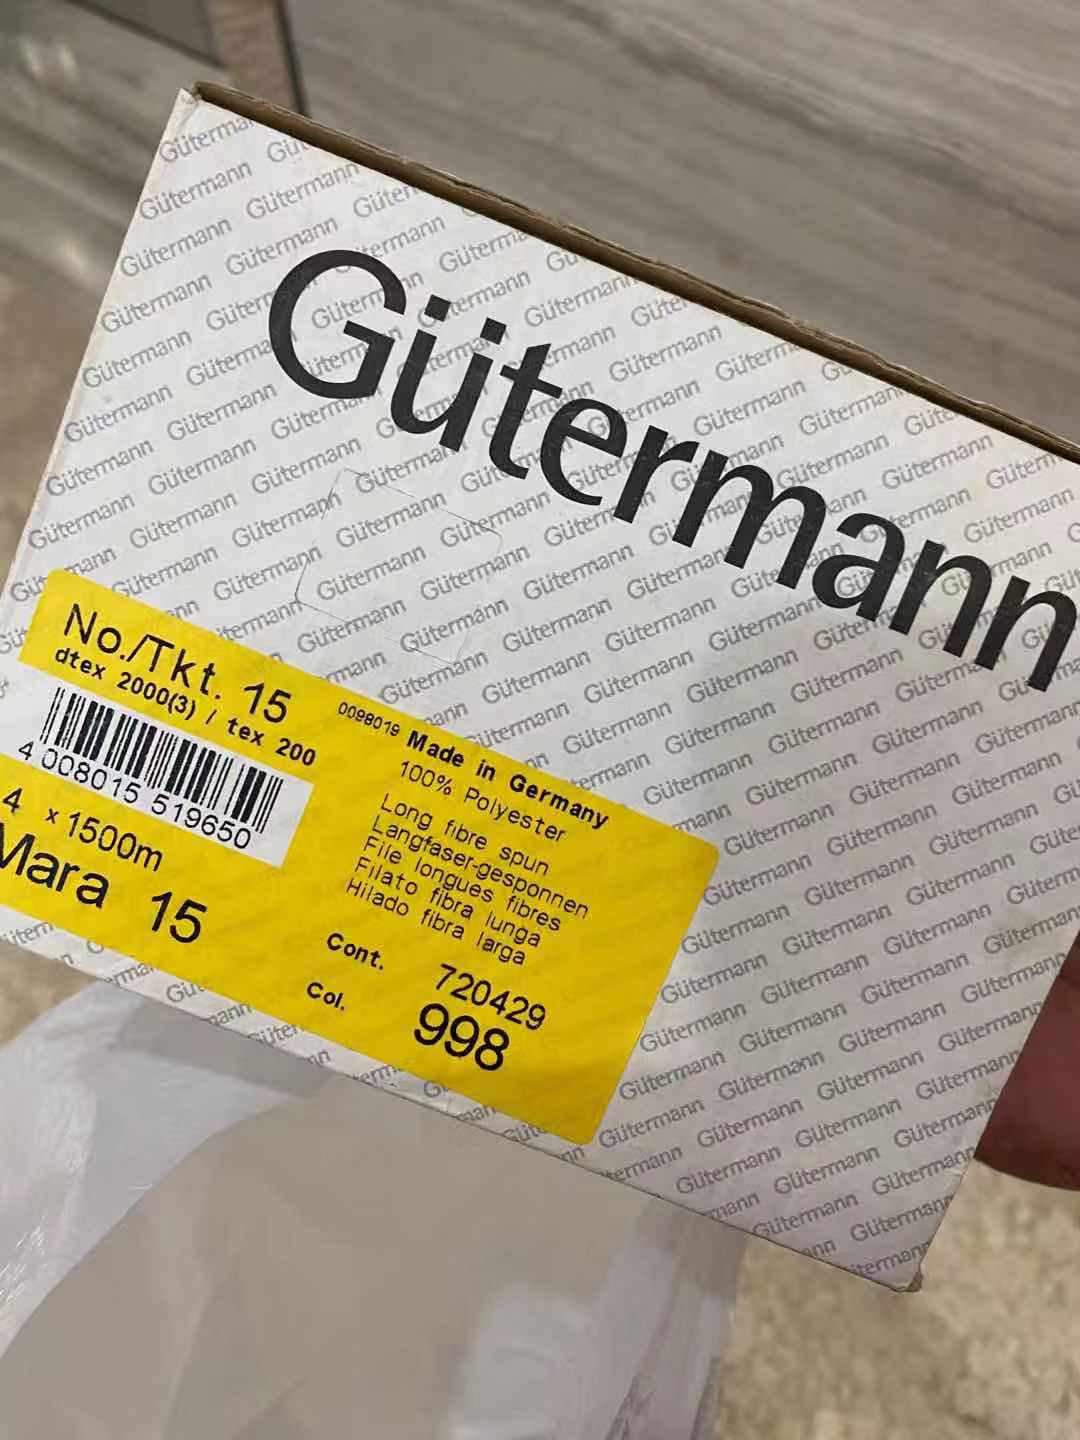 Gütermann
No./Tkt. 15
dtex 2000(3) / tex 200
4 008015 519650
4 x 1500m
Mara 15
0098019 Made in Germany
100% Polyester
Long fibre spun
Langfaser-gesponnen
File longues fibres
Filato fibra lunga
Hilado fibra larga
Cont. 720429
Col. 998